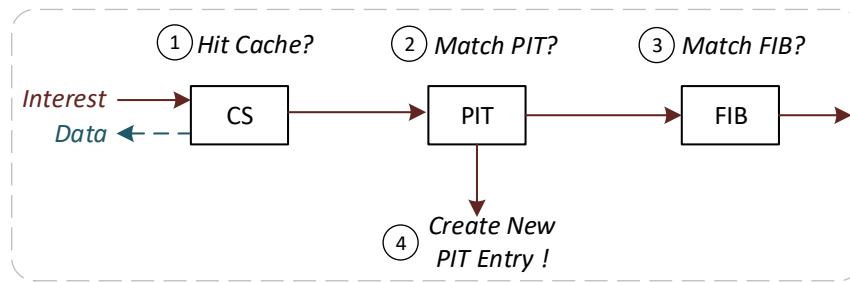 1 Hit Cache?
2 Match PIT?
3 Match FIB?
Interest
Data
CS
PIT
FIB
4 Create New
PIT Entry !